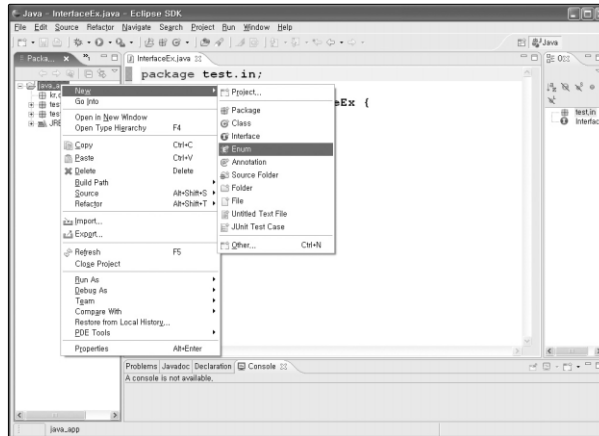 Java - InterfaceEx.java - Eclipse SDK
File Edit Source Refactor Navigate Search Project Run Window Help
Java
Packa...
InterfaceEx.java
package test.in;
eEx {
java_a
test
test
JRE
New
Go Into
Open in New Window
Open Type Hierarchy F4
Copy Ctrl+C
Paste Ctrl+V
Delete Delete
Build Path
Source Alt+Shift+S
Refactor Alt+Shift+T
Import...
Export...
Refresh F5
Close Project
Run As
Debug As
Team
Compare With
Restore from Local History...
PDE Tools
Properties Alt+Enter
Project...
Package
Class
Interface
Enum
Annotation
Source Folder
Folder
File
Untitled Text File
JUnit Test Case
Other... Ctrl+N
test.in
Interfac
Problems Javadoc Declaration Console
A console is not available.
java_app